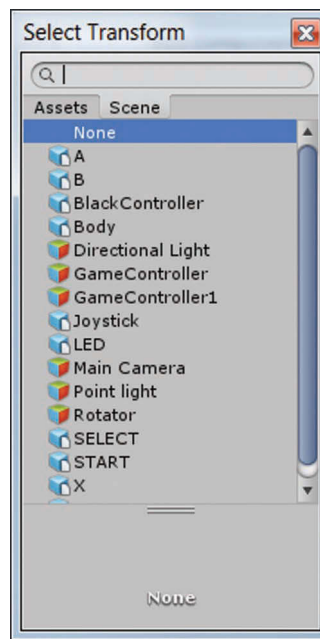 Select Transform
Assets Scene
None
A
B
BlackController
Body
Directional Light
GameController
GameController1
Joystick
LED
Main Camera
Point light
Rotator
SELECT
START
X
None